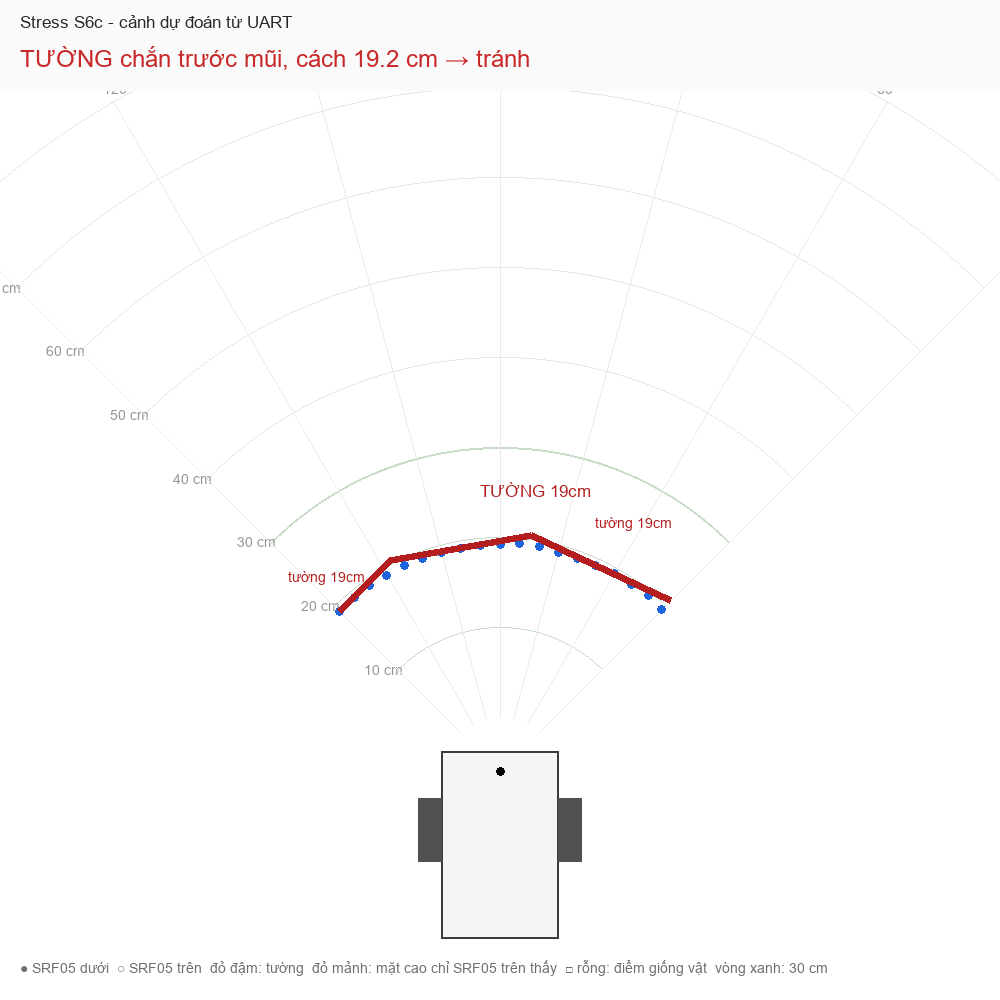 Stress S6c - cảnh dự đoán từ UART
TƯỜNG chắn trước mũi, cách 19.2 cm → tránh
cm
60 cm
50 cm
40 cm
TƯỜNG 19cm
tường 19cm
30 cm
tường 19cm
20 cm
10 cm
● SRF05 dưới ○ SRF05 trên đỏ đậm: tường đỏ mảnh: mặt cao chỉ SRF05 trên thấy □ rỗng: điểm giống vật vòng xanh: 30 cm